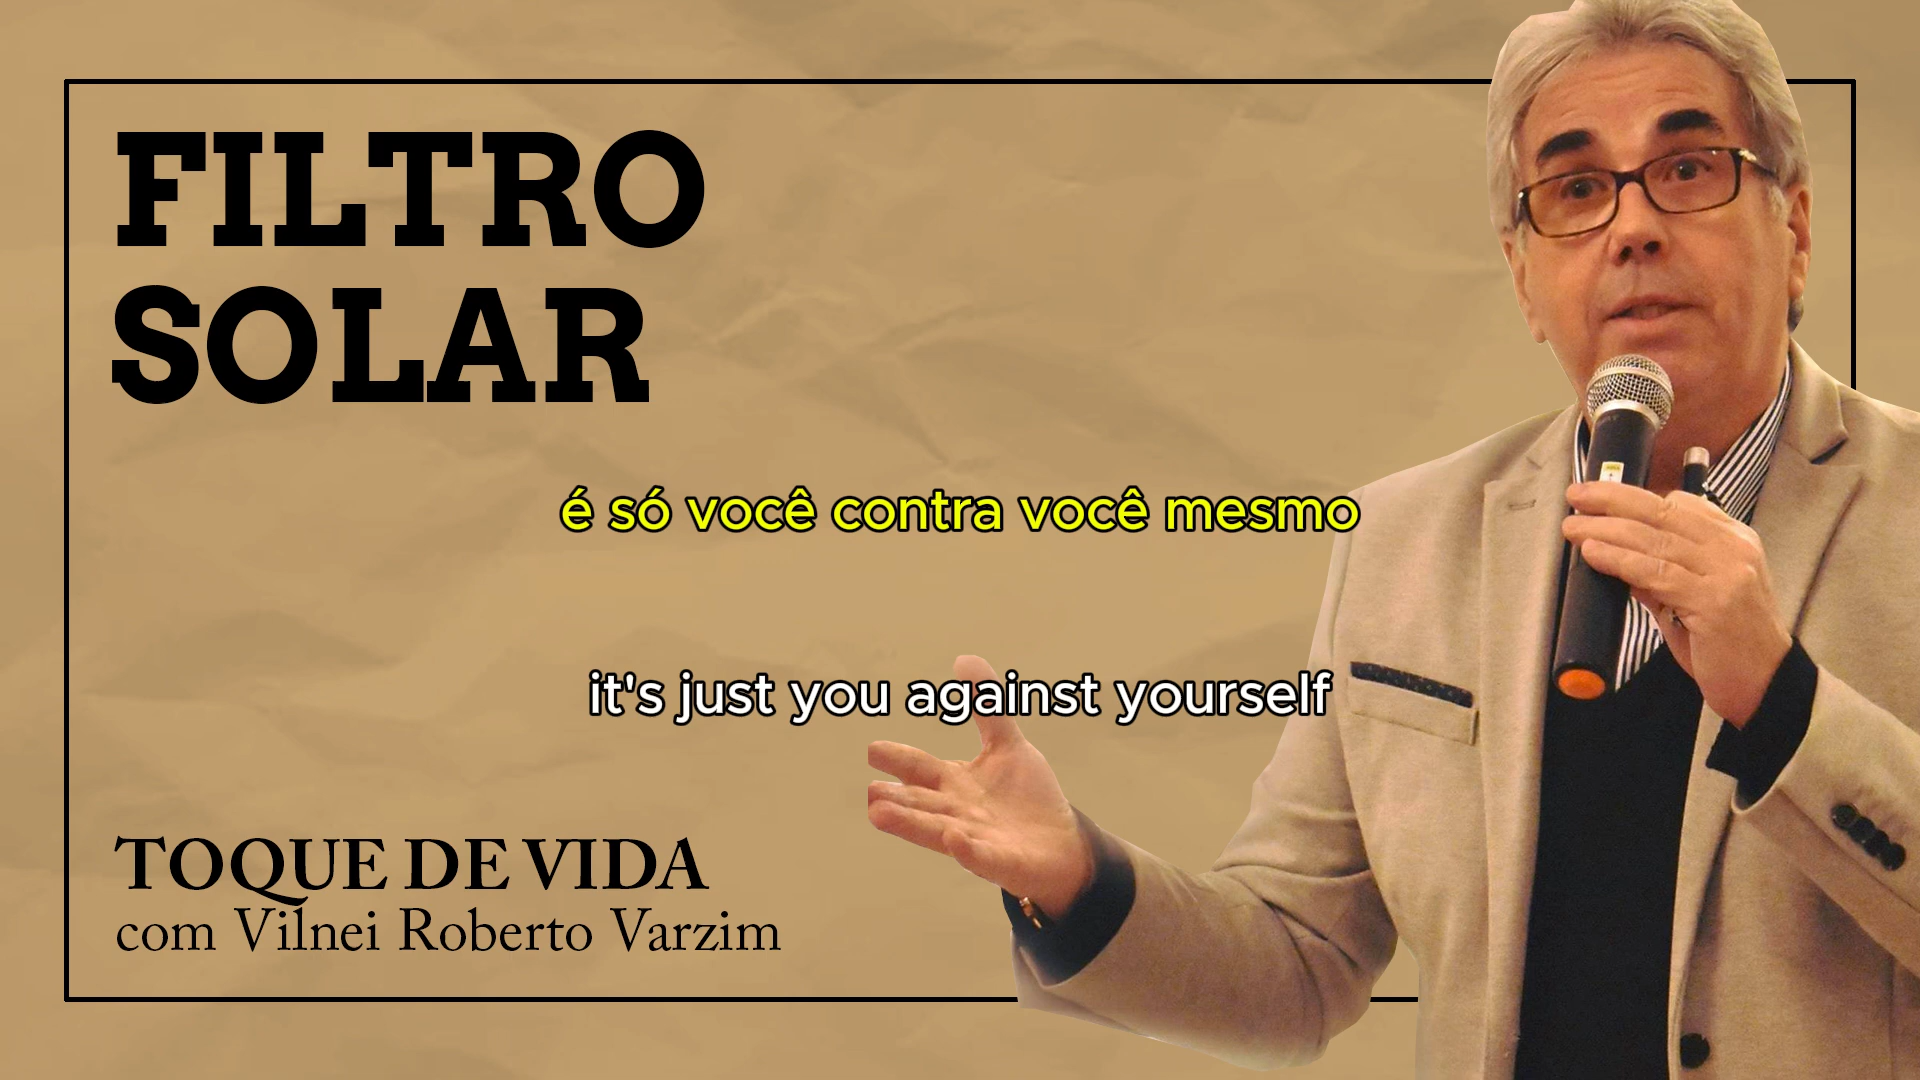 FILTRO
SOLAR
é só você contra você mesmo
it's just you against yourself
TOQUE DE VIDA
com Vilnei Roberto Varzim